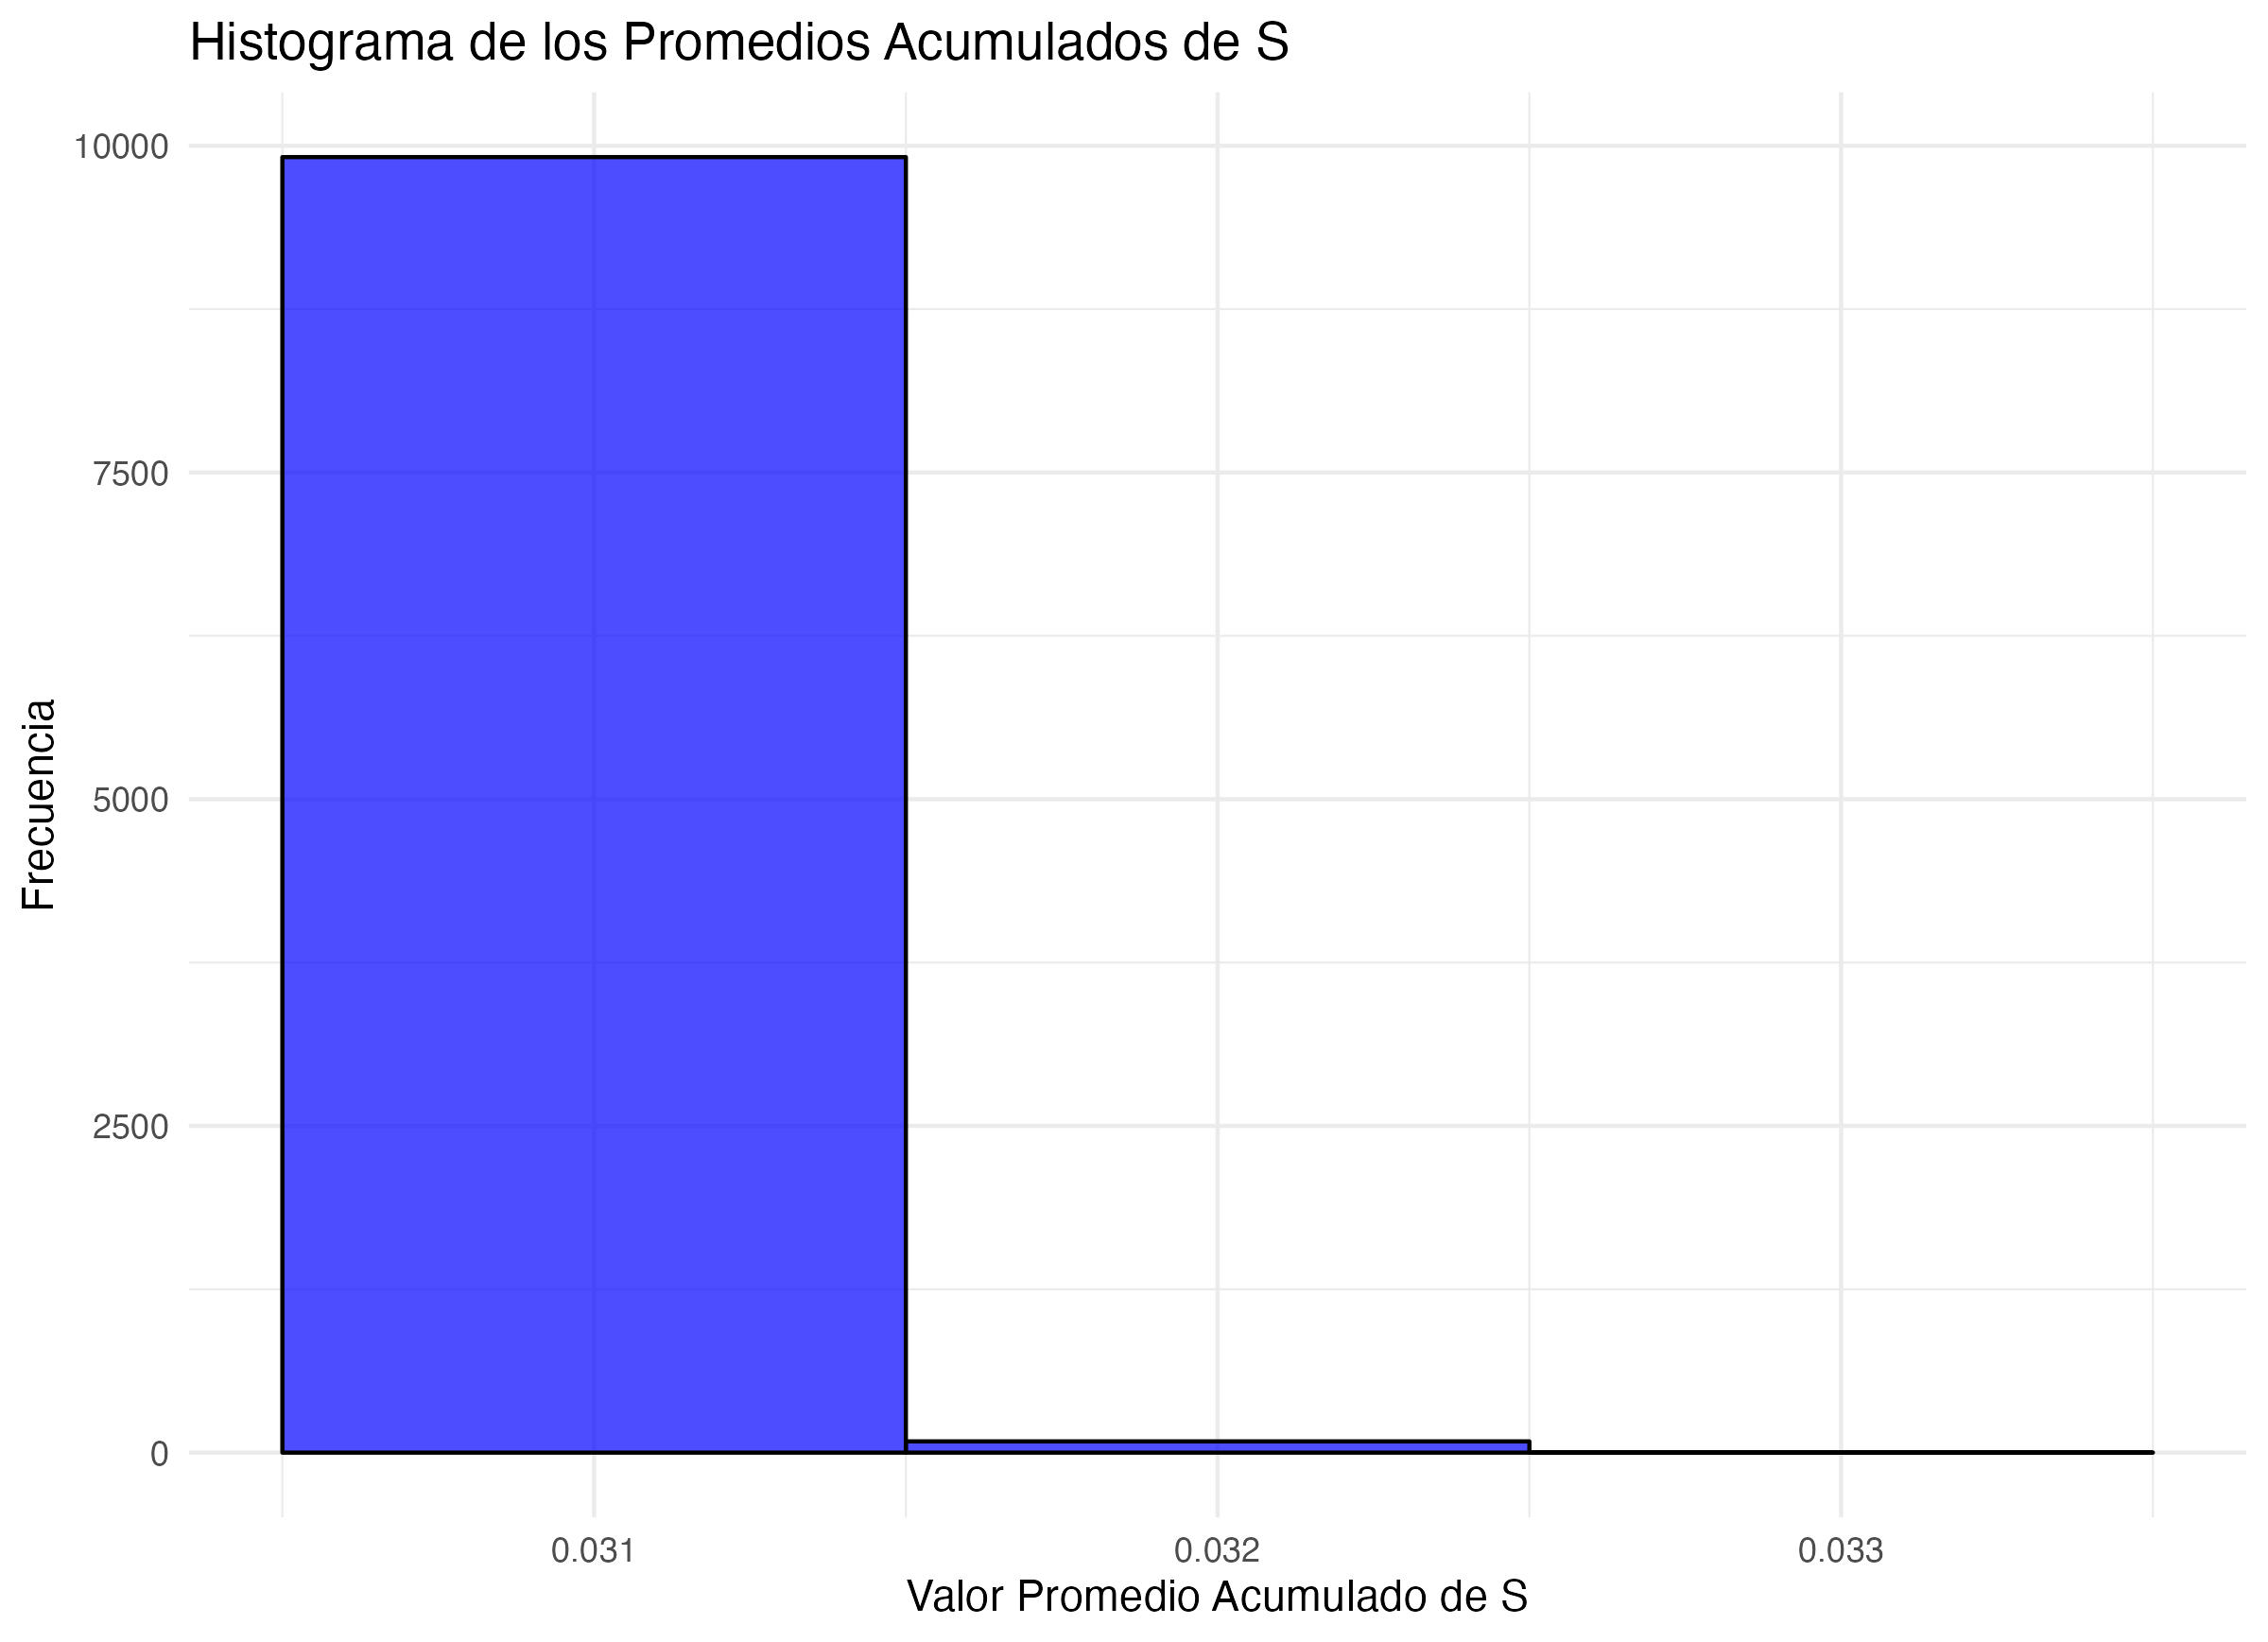 Histograma de los Promedios Acumulados de S
10000
7500
5000
2500
0
Frecuencia
0.031
0.032
0.033
Valor Promedio Acumulado de S